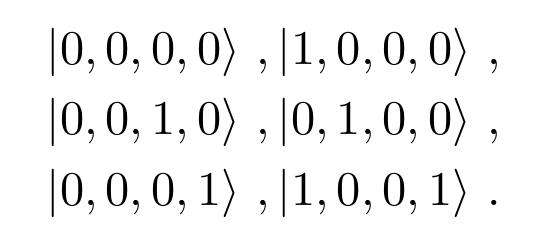 |0, 0, 0, 0⟩ , |1, 0, 0, 0⟩ ,
|0, 0, 1, 0⟩ , |0, 1, 0, 0⟩ ,
|0, 0, 0, 1⟩ , |1, 0, 0, 1⟩ .